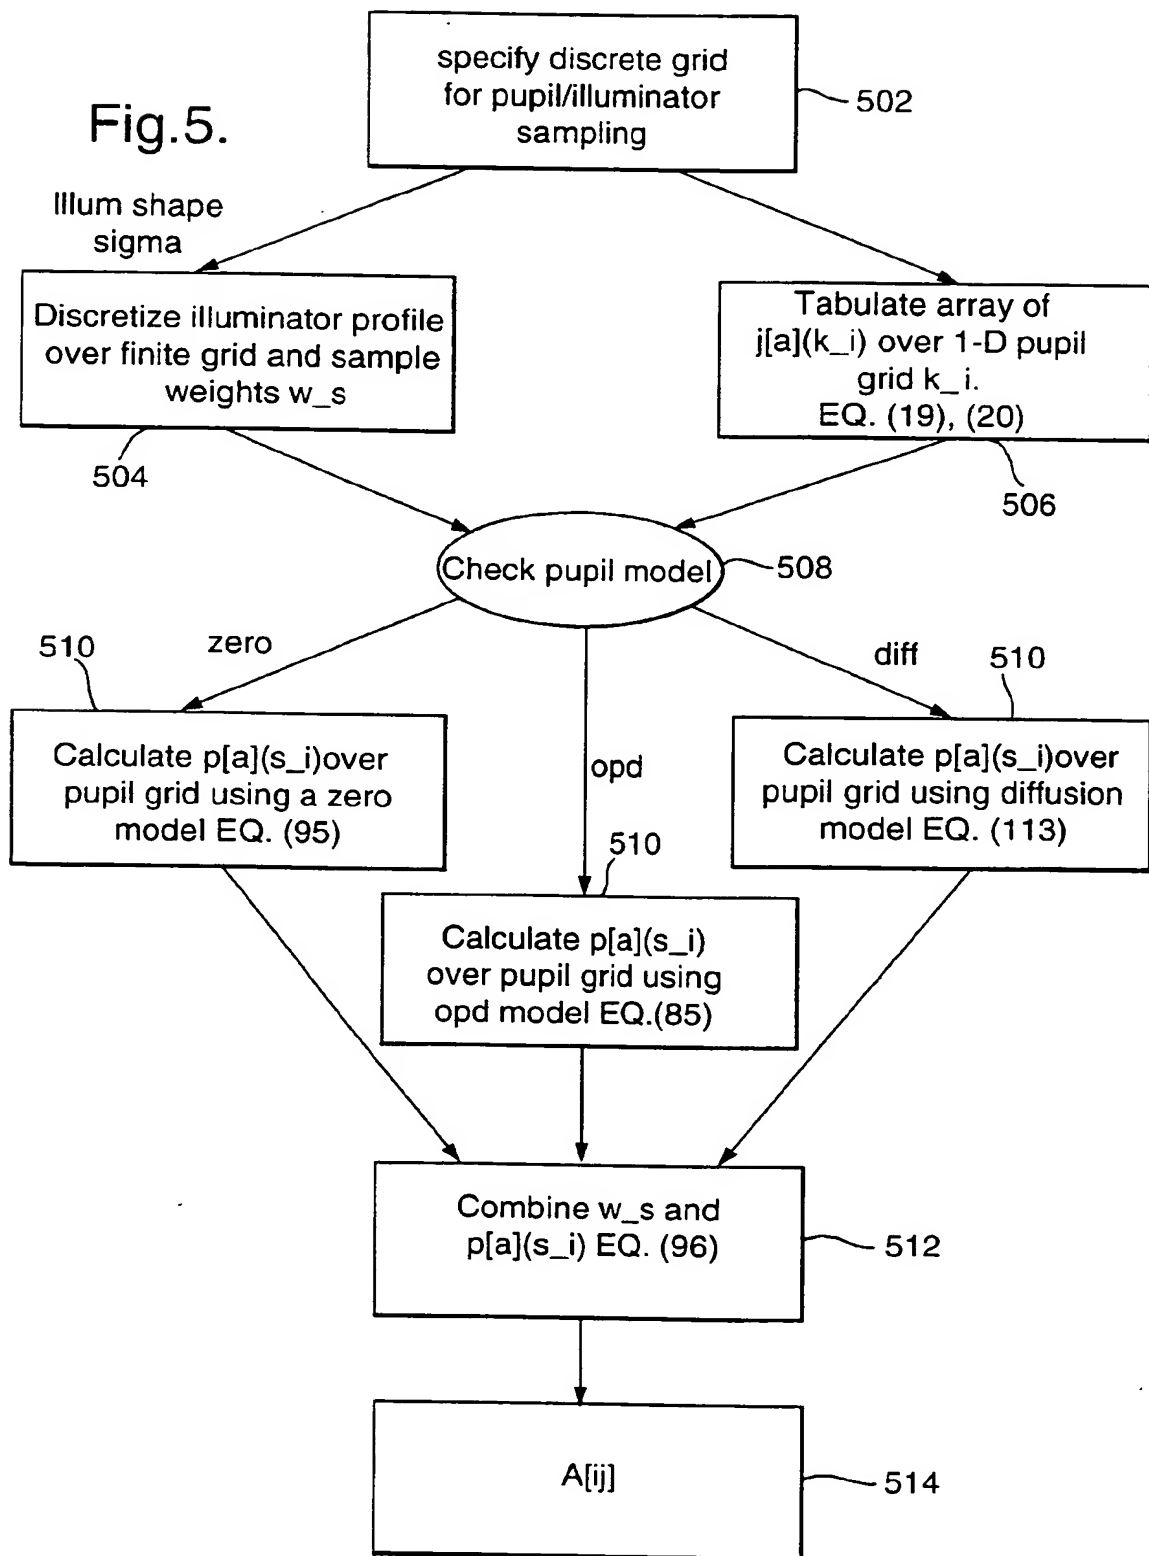 specify discrete grid
for pupil/illuminator
sampling
502
Fig.5.
Illum shape
sigma
Discretize illuminator profile
over finite grid and sample
weights w_s
504
Tabulate array of
j[a](k_i) over 1-D pupil
grid k_i.
EQ. (19), (20)
506
Check pupil model
508
zero
opd
diff
510
Calculate p[a](s_i)over
pupil grid using a zero
model EQ. (95)
510
Calculate p[a](s_i)over
pupil grid using diffusion
model EQ. (113)
510
Calculate p[a](s_i)
over pupil grid using
opd model EQ.(85)
Combine w_s and
p[a](s_i) EQ. (96)
512
A[ij]
514